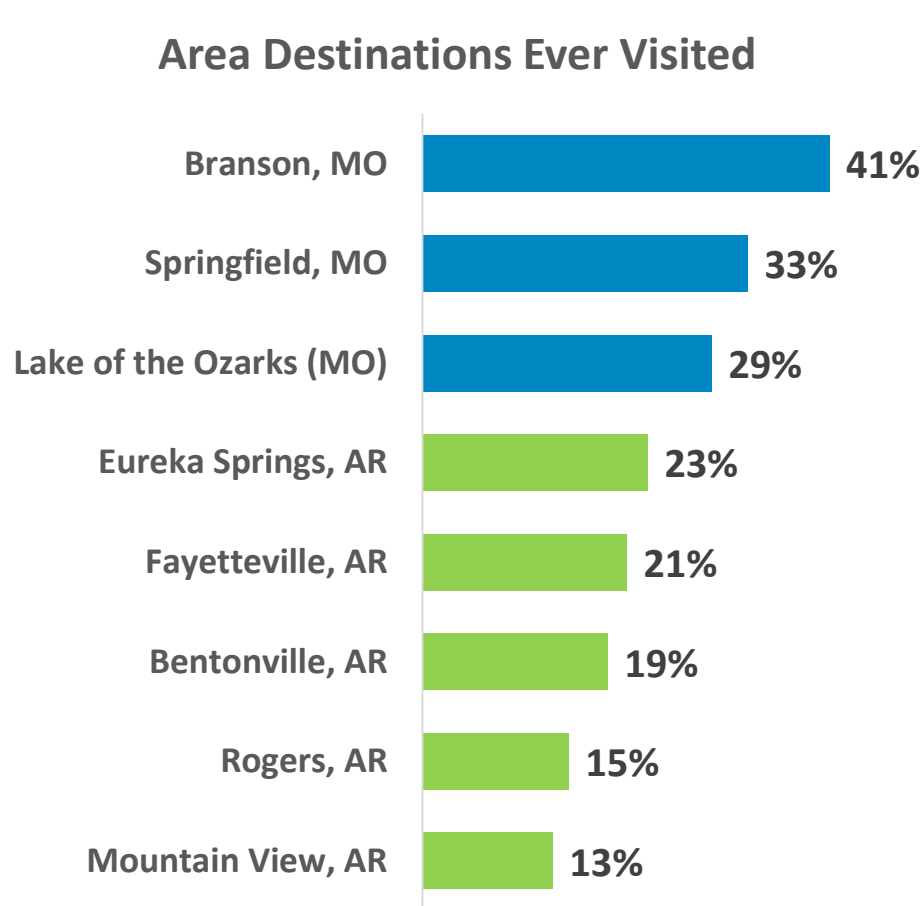 Area Destinations Ever Visited
Branson, MO 41%
Springfield, MO 33%
Lake of the Ozarks (MO) 29%
Eureka Springs, AR 23%
Fayetteville, AR 21%
Bentonville, AR 19%
Rogers, AR 15%
Mountain View, AR 13%